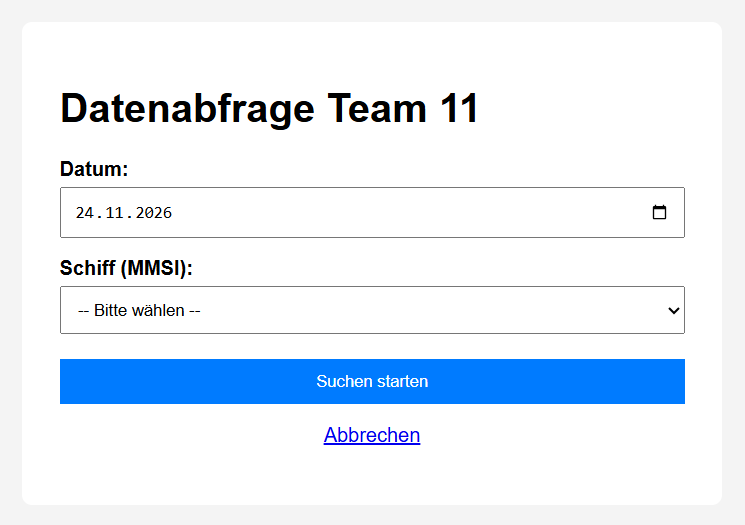 Datenabfrage Team 11
Datum:
24.11.2026
Schiff (MMSI):
-- Bitte wählen --
Suchen starten
Abbrechen